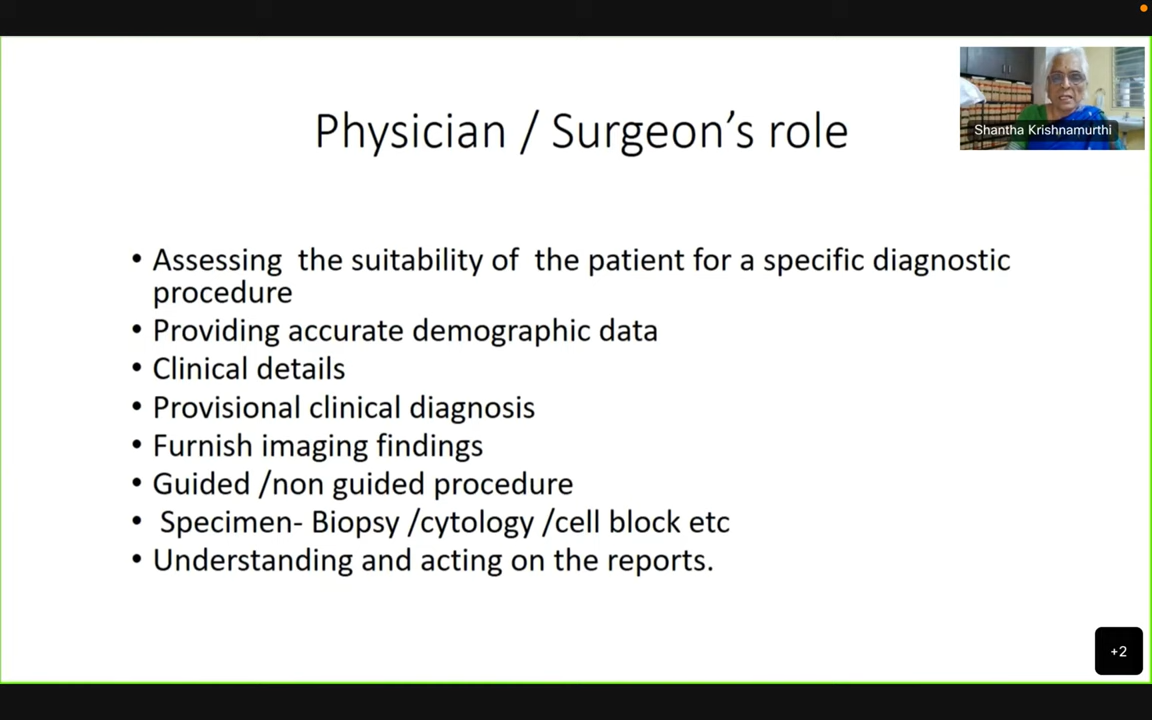 Shantha Krishnamurthi
Physician / Surgeon’s role
• Assessing  the suitability of  the patient for a specific diagnostic
procedure
• Providing accurate demographic data
• Clinical details
• Provisional clinical diagnosis
• Furnish imaging findings
• Guided /non guided procedure
•  Specimen- Biopsy /cytology /cell block etc
• Understanding and acting on the reports.
+2